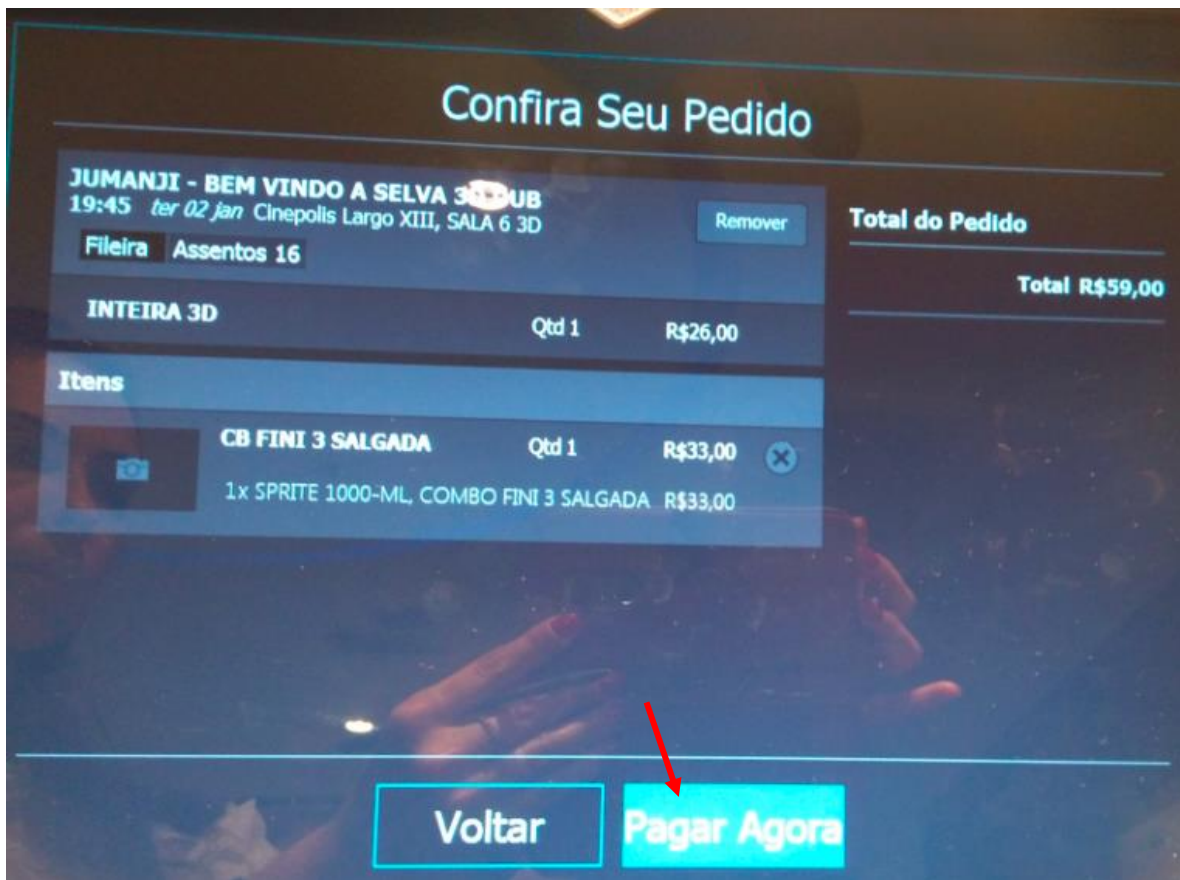 Confira Seu Pedido
JUMANJI - BEM VINDO A SELVA 3D DUB
19:45 ter 02 jan Cinepolis Largo XIII, SALA 6 3D
Remover
Fileira Assentos 16
INTEIRA 3D Qtd 1 R$26,00
Itens
CB FINI 3 SALGADA Qtd 1 R$33,00
1x SPRITE 1000-ML, COMBO FINI 3 SALGADA R$33,00
Total do Pedido
Total R$59,00
Voltar
Pagar Agora